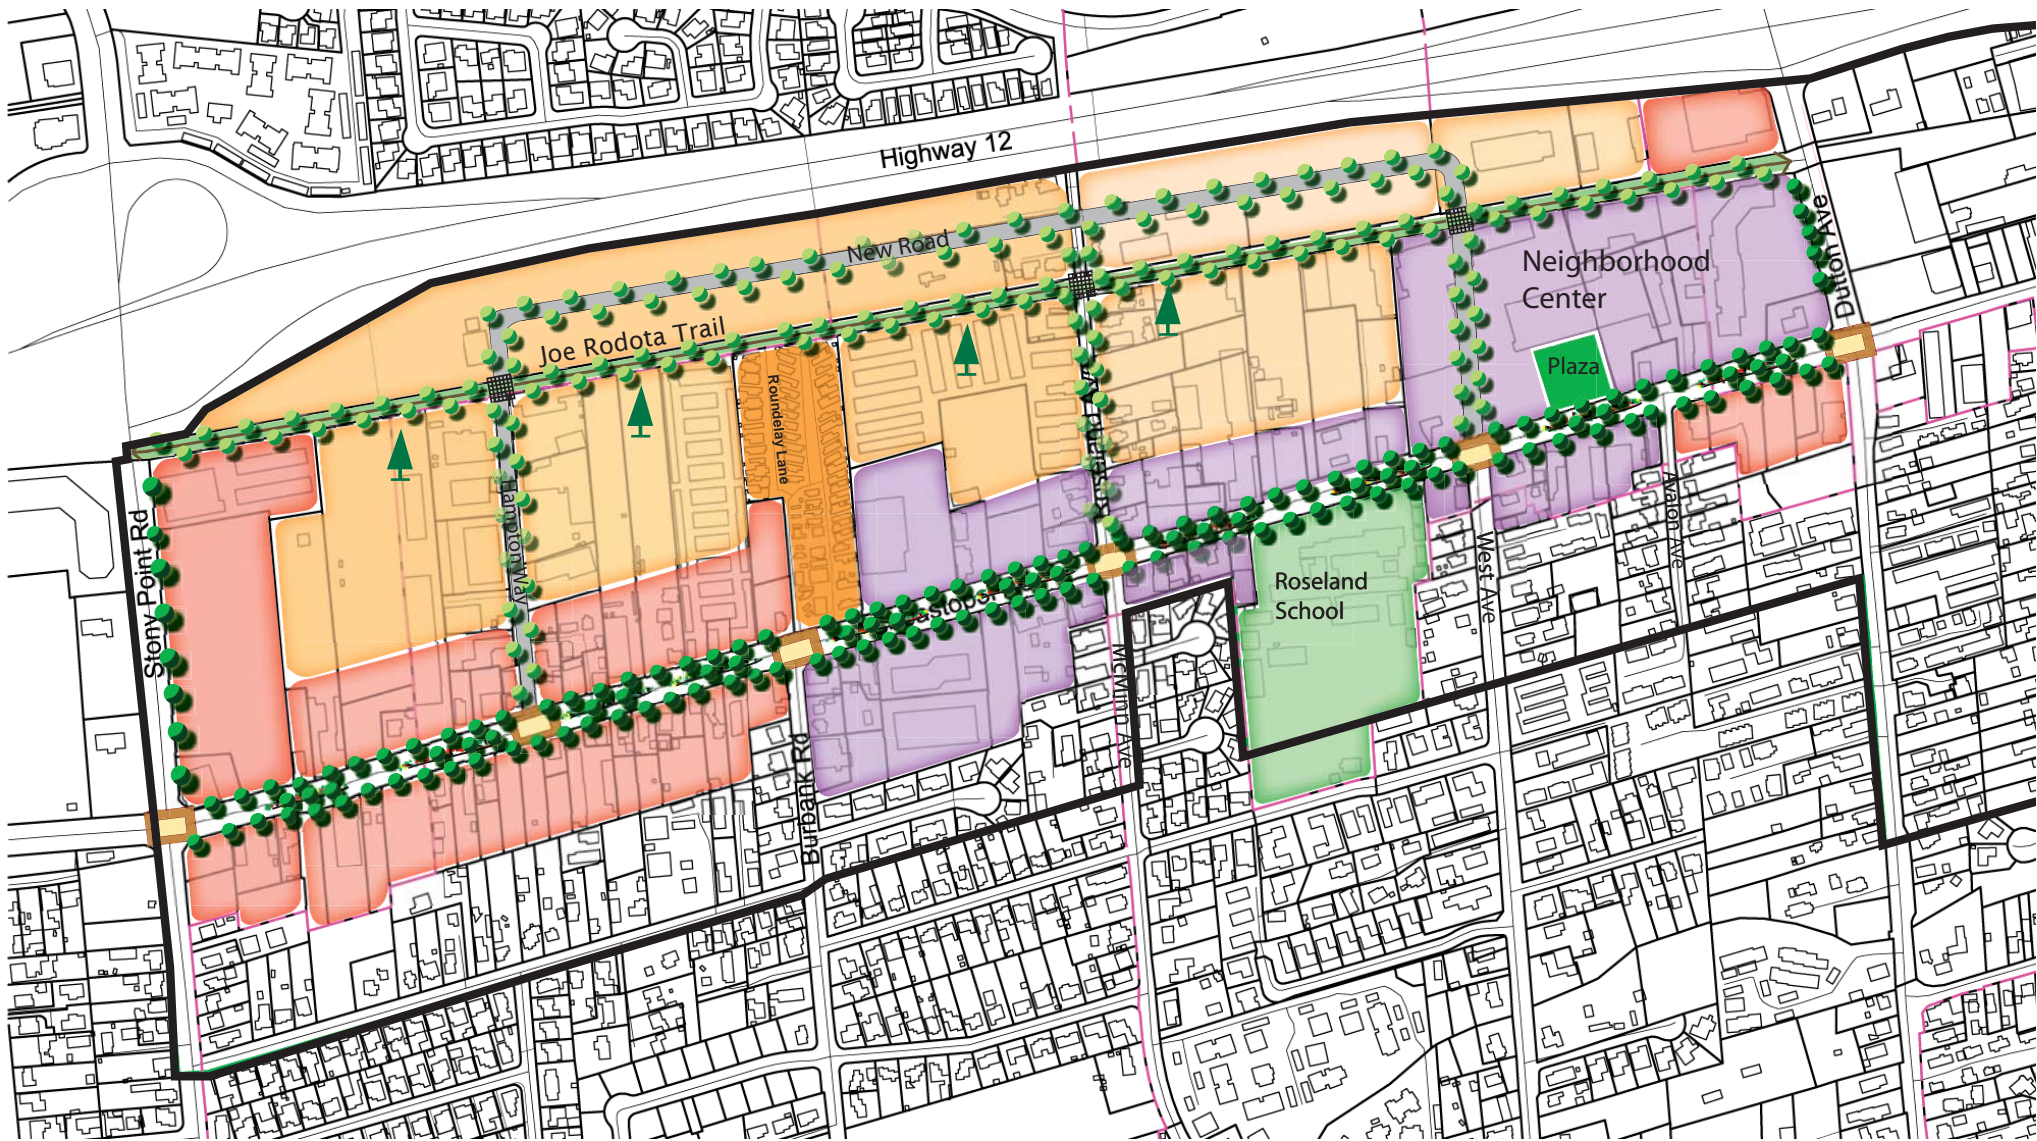 Highway 12
New Road
Joe Rodota Trail
Neighborhood
Center
Dutton Ave
Plaza
Roundelay Lane
Hampton Way
Stony Point Rd
Roseland
School
West Ave
Avalon Ave
McMinn Ave
Burbank Rd